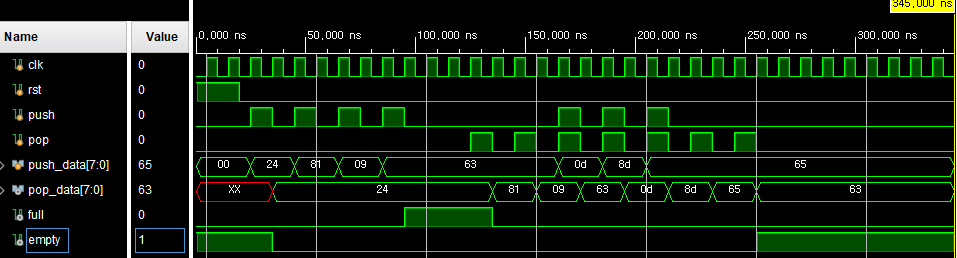 345,000 ns
Name Value 0,000 ns 50,000 ns 100,000 ns 150,000 ns 200,000 ns 250,000 ns 300,000 ns
clk 0
rst 0
push 0
pop 0
push_data[7:0] 65 00 24 81 09 63 0d 8d 65
pop_data[7:0] 63 XX 24 81 09 63 0d 8d 65 63
full 0
empty 1